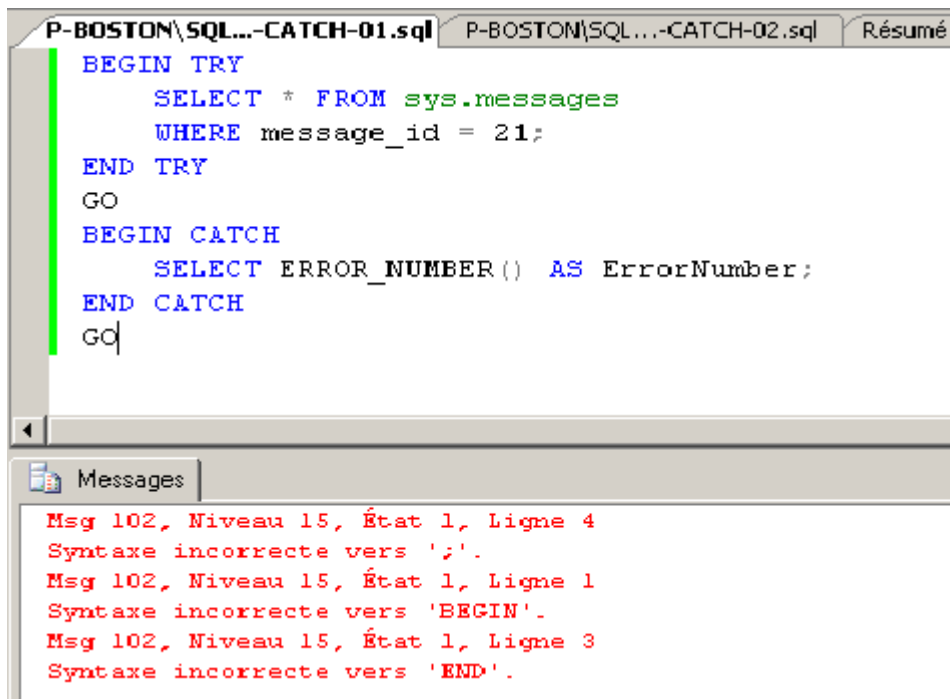 P-BOSTON\SQL...-CATCH-01.sql P-BOSTON\SQL...-CATCH-02.sql Résumé
BEGIN TRY
SELECT * FROM sys.messages
WHERE message_id = 21;
END TRY
GO
BEGIN CATCH
SELECT ERROR_NUMBER() AS ErrorNumber;
END CATCH
GO
Messages
Msg 102, Niveau 15, État 1, Ligne 4
Syntaxe incorrecte vers ';'.
Msg 102, Niveau 15, État 1, Ligne 1
Syntaxe incorrecte vers 'BEGIN'.
Msg 102, Niveau 15, État 1, Ligne 3
Syntaxe incorrecte vers 'END'.